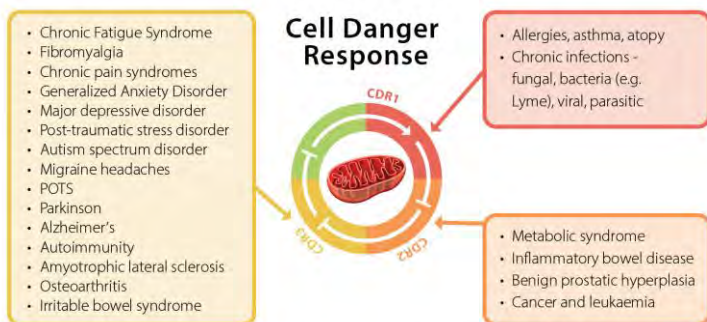 Cell Danger
Response
• Chronic Fatigue Syndrome
• Fibromyalgia
• Chronic pain syndromes
• Generalized Anxiety Disorder
• Major depressive disorder
• Post-traumatic stress disorder
• Autism spectrum disorder
• Migraine headaches
• POTS
• Parkinson
• Alzheimer's
• Autoimmunity
• Amyotrophic lateral sclerosis
• Osteoarthritis
• Irritable bowel syndrome
CDR1
• Allergies, asthma, atopy
• Chronic infections -
fungal, bacteria (e.g.
Lyme), viral, parasitic
CDR3
CDR2
• Metabolic syndrome
• Inflammatory bowel disease
• Benign prostatic hyperplasia
• Cancer and leukaemia